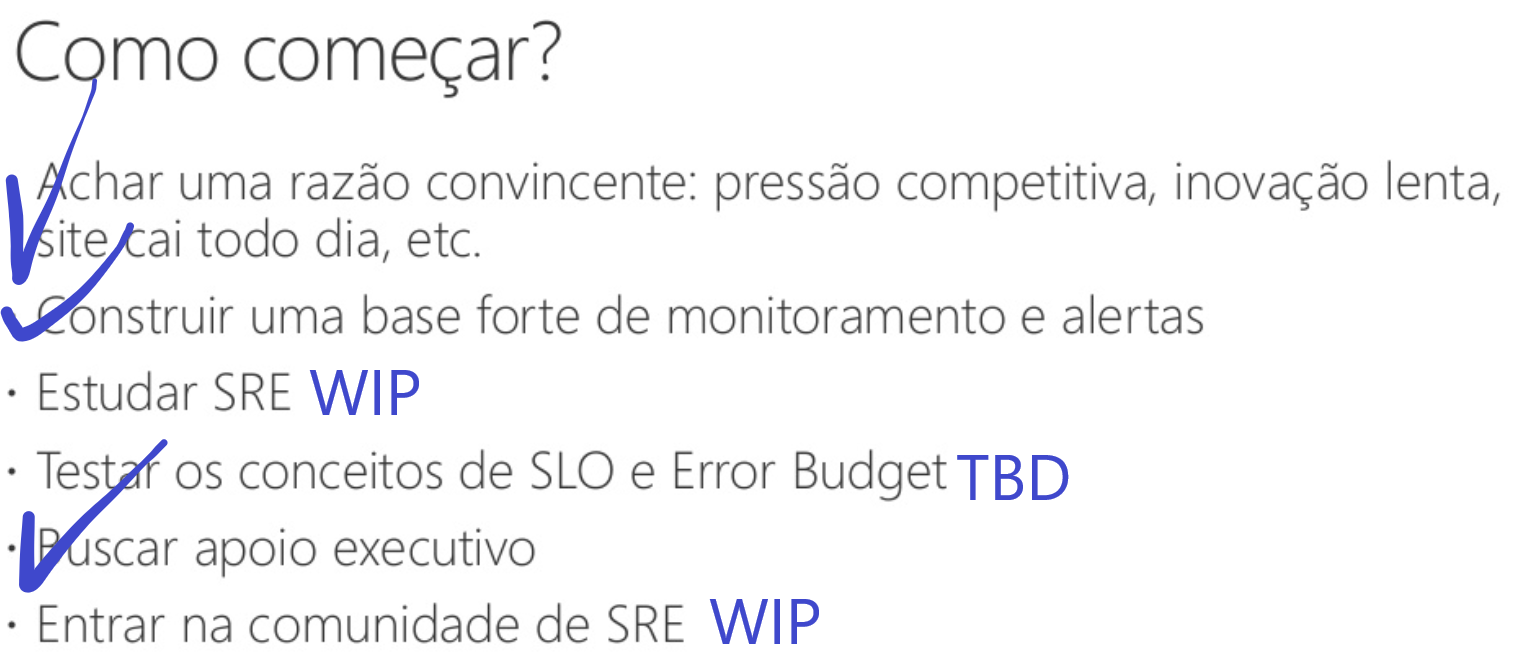 Como começar?
Achar uma razão convincente: pressão competitiva, inovação lenta,
site cai todo dia, etc.
Construir uma base forte de monitoramento e alertas
· Estudar SRE WIP
· Testar os conceitos de SLO e Error Budget TBD
· Buscar apoio executivo
· Entrar na comunidade de SRE WIP